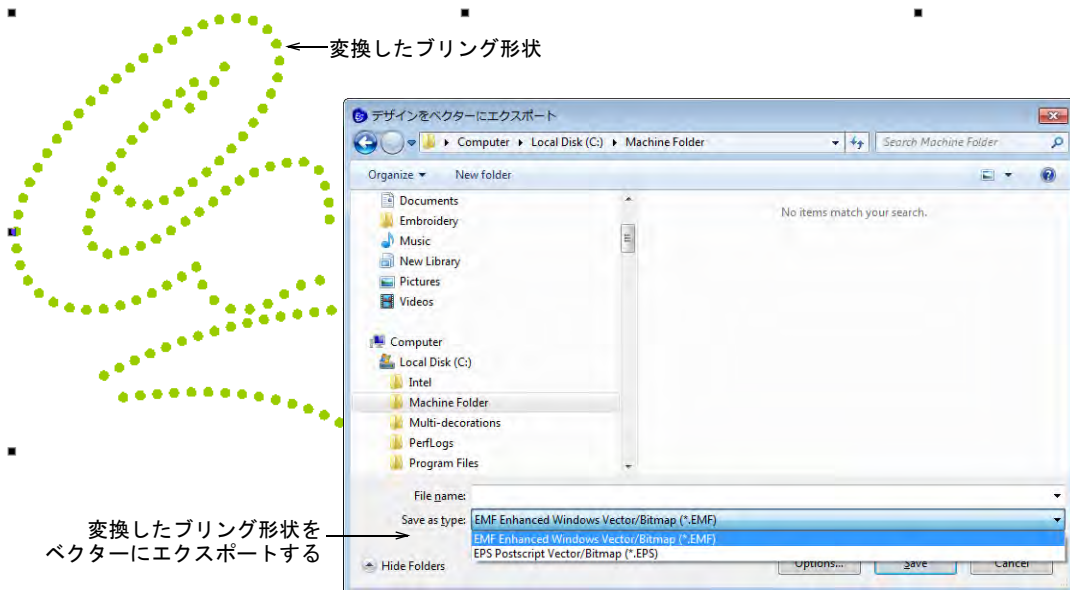 変換したブリング形状
デザインをベクターにエクスポート
Computer Local Disk (C:) Machine Folder
Search Machine Folder
Organize New folder
Documents
Embroidery
Music
New Library
Pictures
Videos
Computer
Local Disk (C:)
Intel
Machine Folder
Multi-decorations
PerfLogs
Program Files
No items match your search.
File name:
Save as type: EMF Enhanced Windows Vector/Bitmap (*.EMF)
EMF Enhanced Windows Vector/Bitmap (*.EMF)
EPS Postscript Vector/Bitmap (*.EPS)
変換したブリング形状を
ベクターにエクスポートする
Hide Folders
Options... Save Cancel